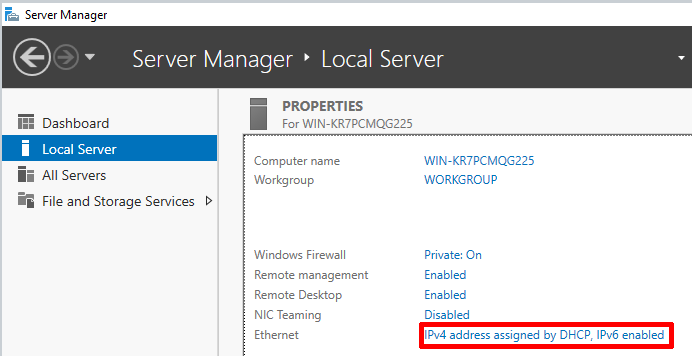 Server Manager
Server Manager ‣ Local Server
Dashboard
Local Server
All Servers
File and Storage Services
PROPERTIES
For WIN-KR7PCMQG225
Computer name WIN-KR7PCMQG225
Workgroup WORKGROUP
Windows Firewall Private: On
Remote management Enabled
Remote Desktop Enabled
NIC Teaming Disabled
Ethernet IPv4 address assigned by DHCP, IPv6 enabled